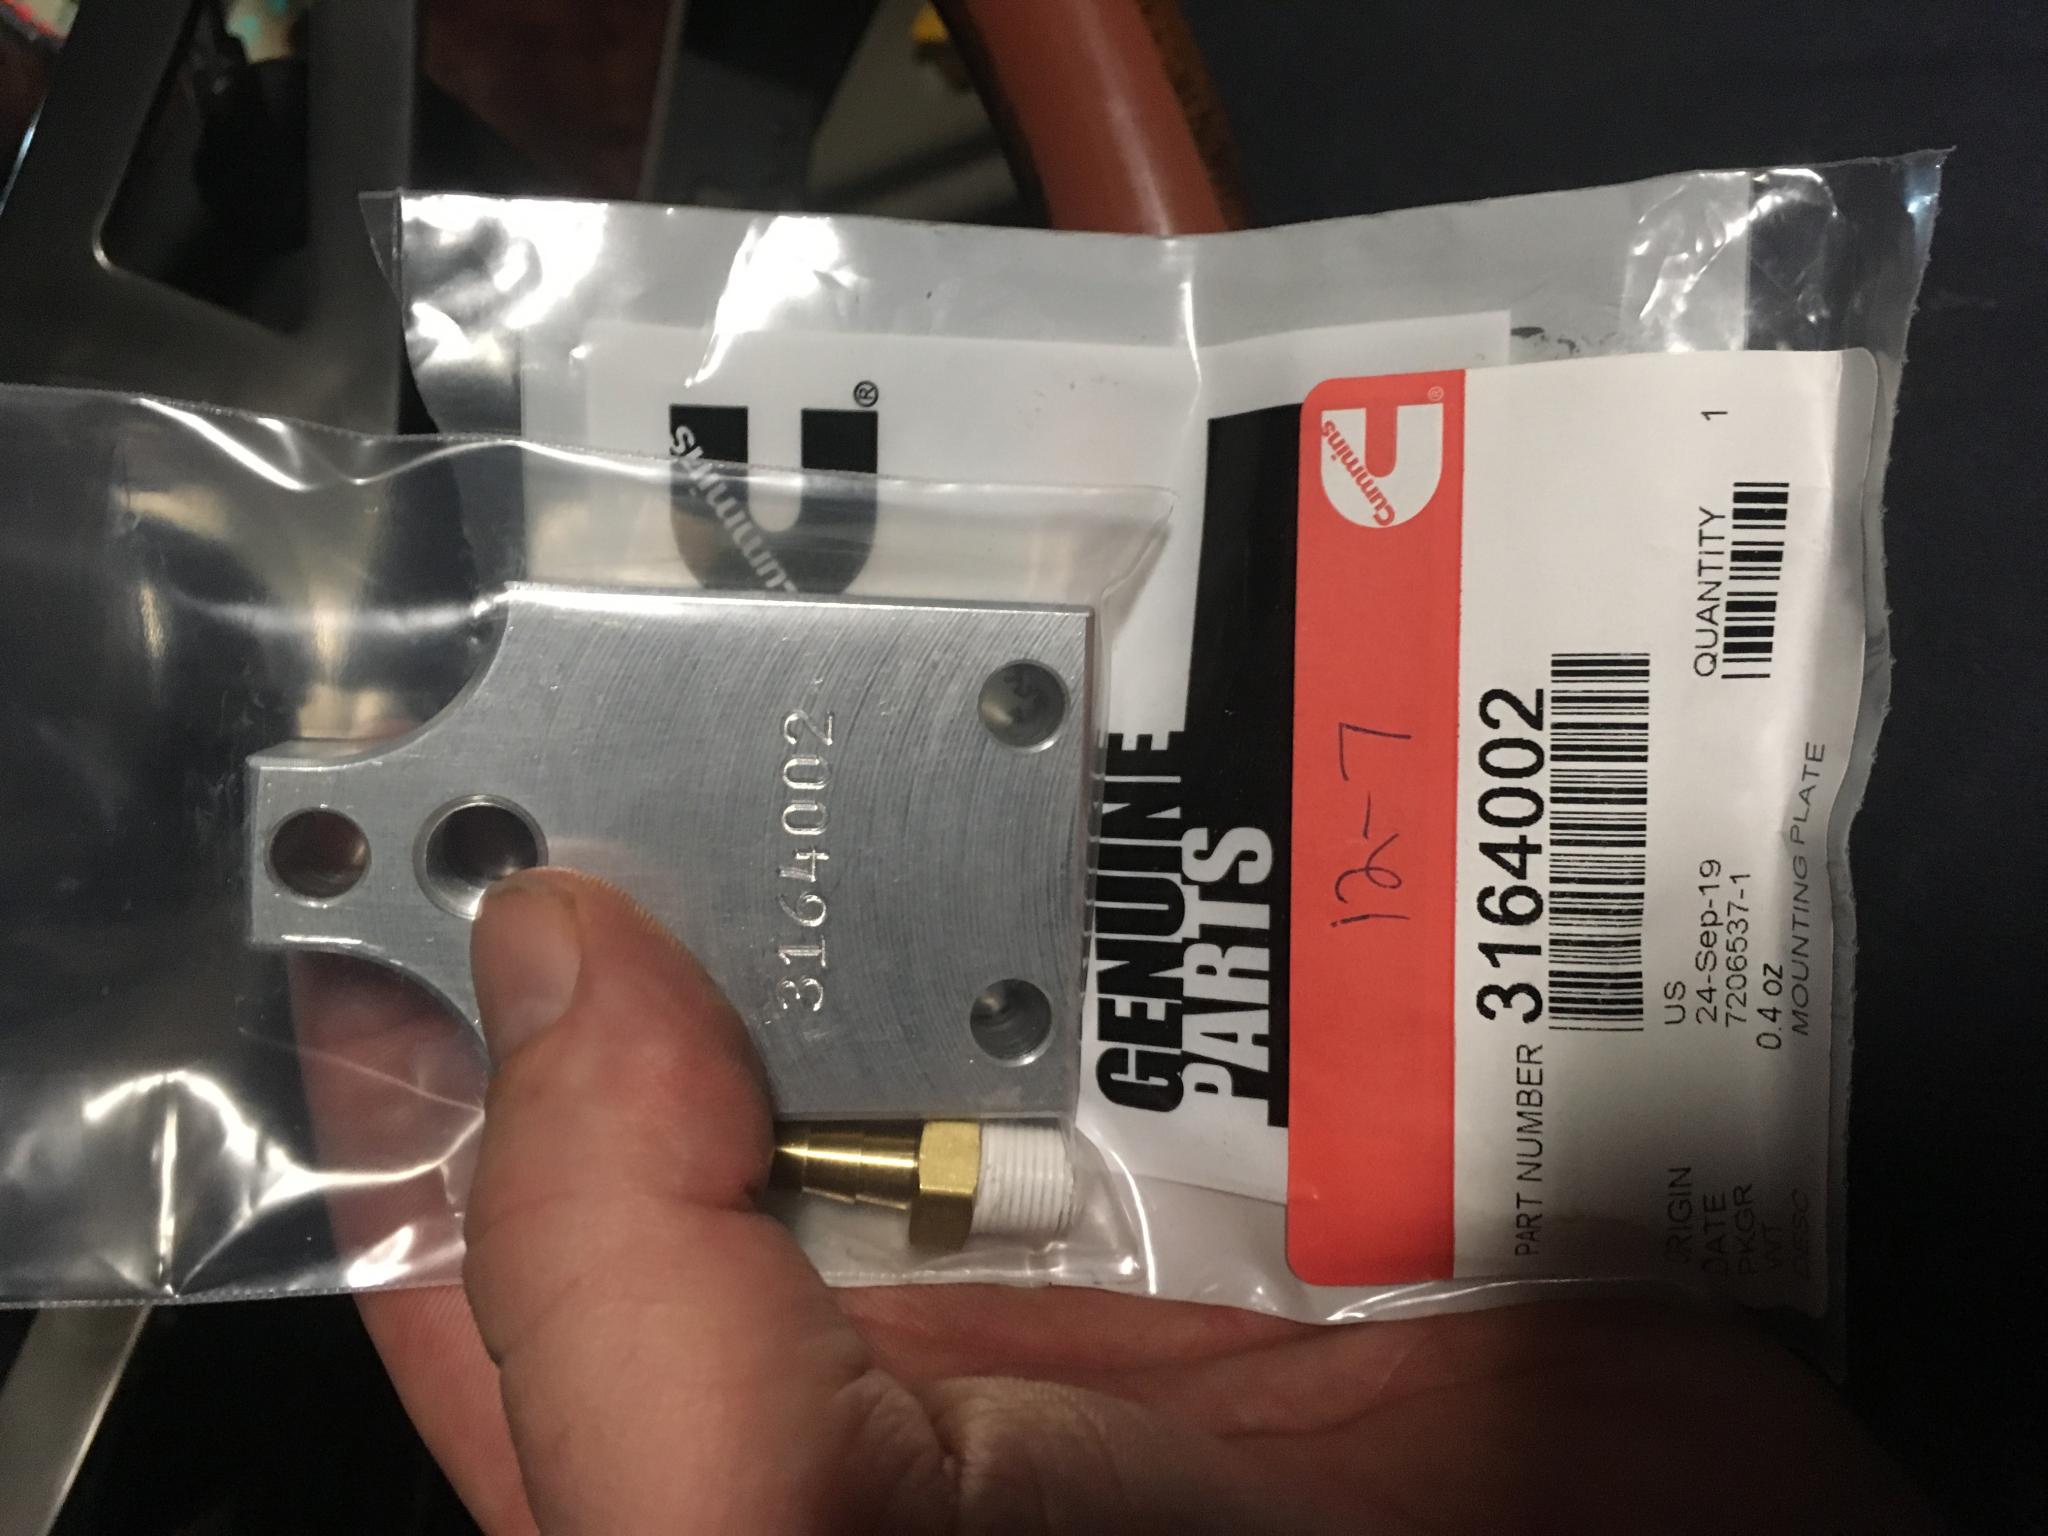 Cummins
®
GENUINE
PARTS
3164002
Cummins
®
12-7
PART NUMBER 3164002
ORIGIN US
DATE 24-Sep-19
PKGR 7206537-1
WT 0.4 oz
DESC MOUNTING PLATE
QUANTITY 1